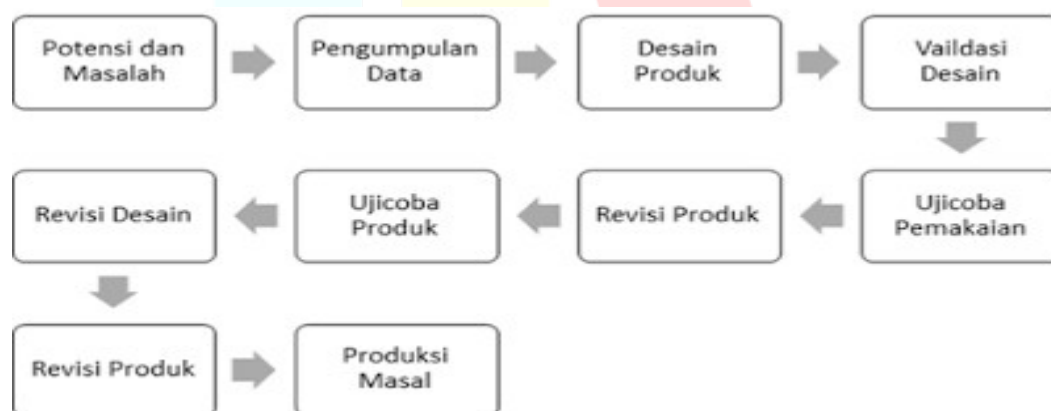 Potensi dan
Masalah
Pengumpulan
Data
Desain
Produk
Vaildasi
Desain
Ujicoba
Pemakaian
Revisi Produk
Ujicoba
Produk
Revisi Desain
Revisi Produk
Produksi
Masal